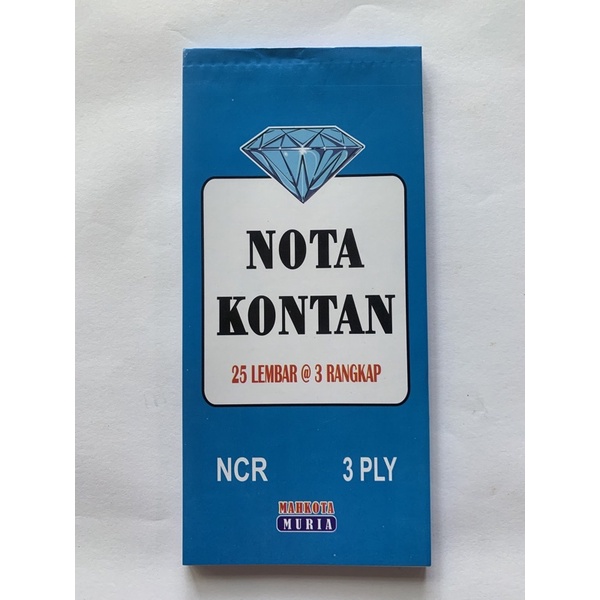 NOTA
KONTAN
25 LEMBAR @ 3 RANGKAP
NCR 3 PLY
MAHKOTA
MURIA